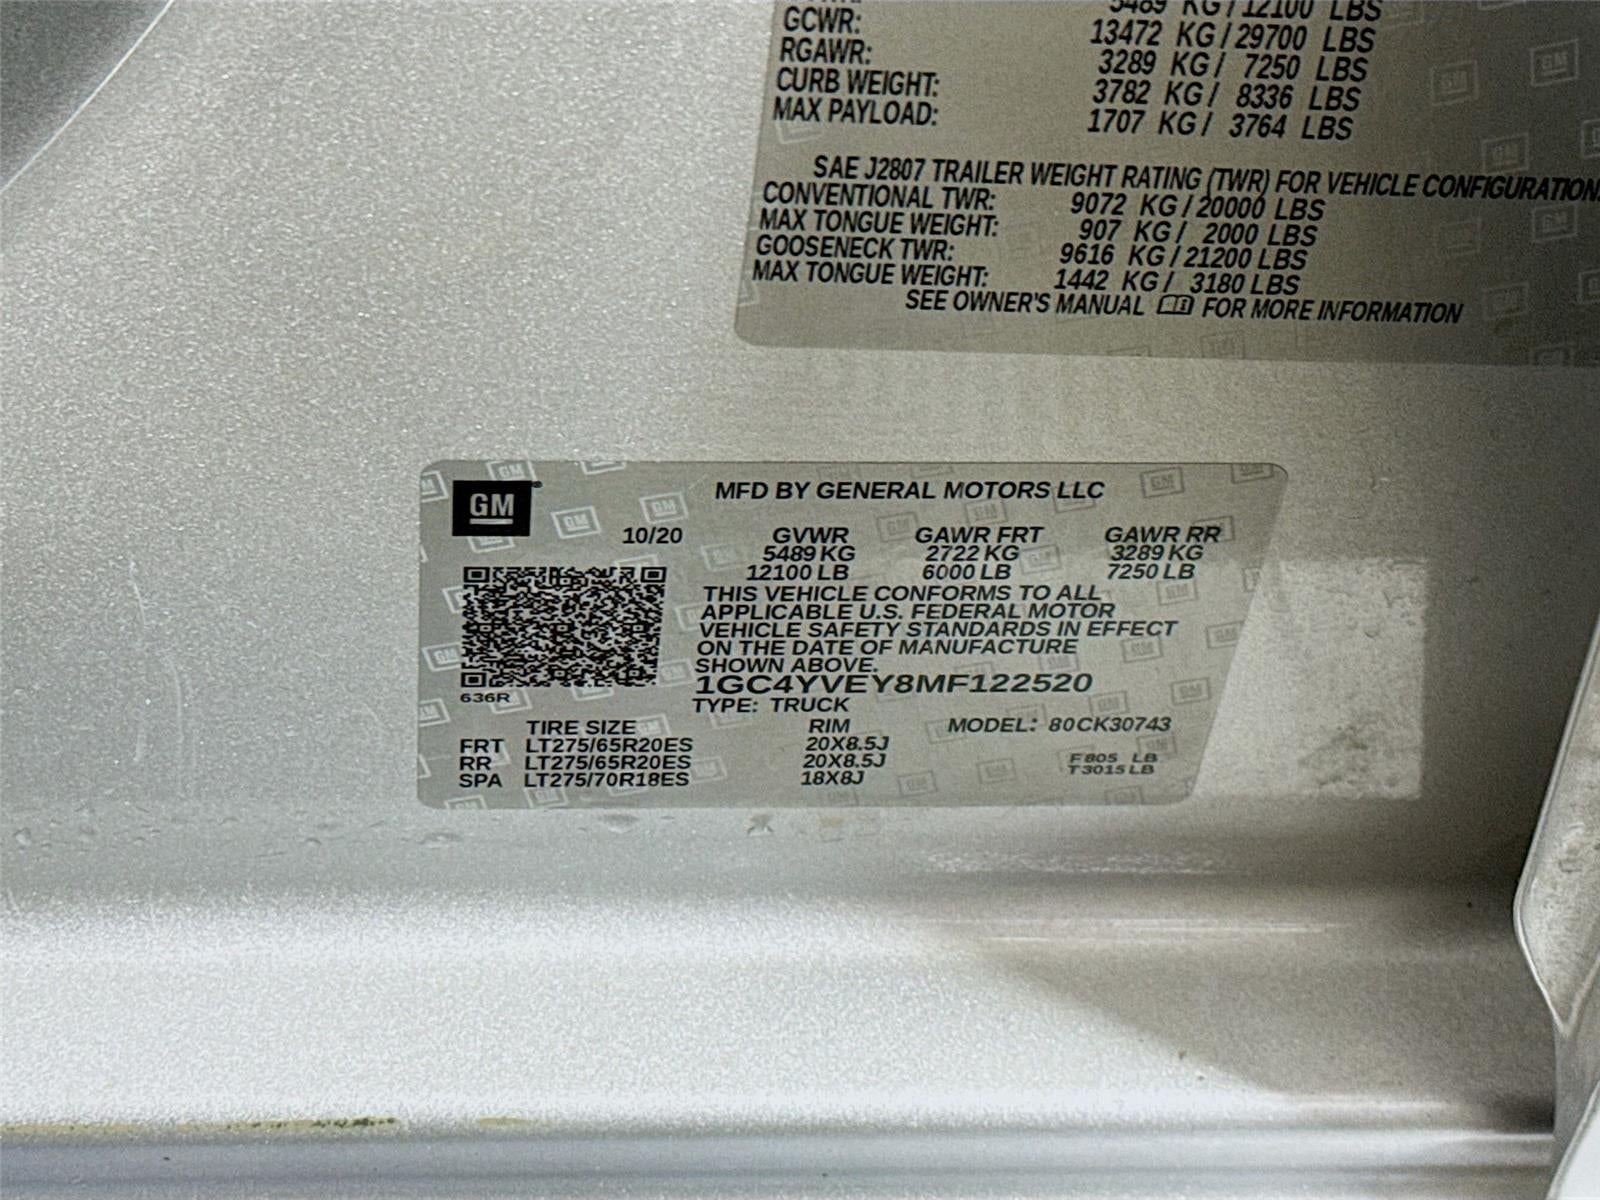 5489 KG / 12100 LBS
GCWR: 13472 KG / 29700 LBS
RGAWR: 3289 KG / 7250 LBS
CURB WEIGHT: 3782 KG / 8336 LBS
MAX PAYLOAD: 1707 KG / 3764 LBS
SAE J2807 TRAILER WEIGHT RATING (TWR) FOR VEHICLE CONFIGURATION
CONVENTIONAL TWR: 9072 KG / 20000 LBS
MAX TONGUE WEIGHT: 907 KG / 2000 LBS
GOOSENECK TWR: 9616 KG / 21200 LBS
MAX TONGUE WEIGHT: 1442 KG / 3180 LBS
SEE OWNER'S MANUAL FOR MORE INFORMATION
GM
MFD BY GENERAL MOTORS LLC
10/20 GVWR GAWR FRT GAWR RR
5489 KG 2722 KG 3289 KG
12100 LB 6000 LB 7250 LB
THIS VEHICLE CONFORMS TO ALL
APPLICABLE U.S. FEDERAL MOTOR
VEHICLE SAFETY STANDARDS IN EFFECT
ON THE DATE OF MANUFACTURE
SHOWN ABOVE.
636R
1GC4YVEY8MF122520
TYPE: TRUCK
TIRE SIZE RIM MODEL: 80CK30743
FRT LT275/65R20ES 20X8.5J
RR LT275/65R20ES 20X8.5J
SPA LT275/70R18ES 18X8J
F805 LB
T3015 LB